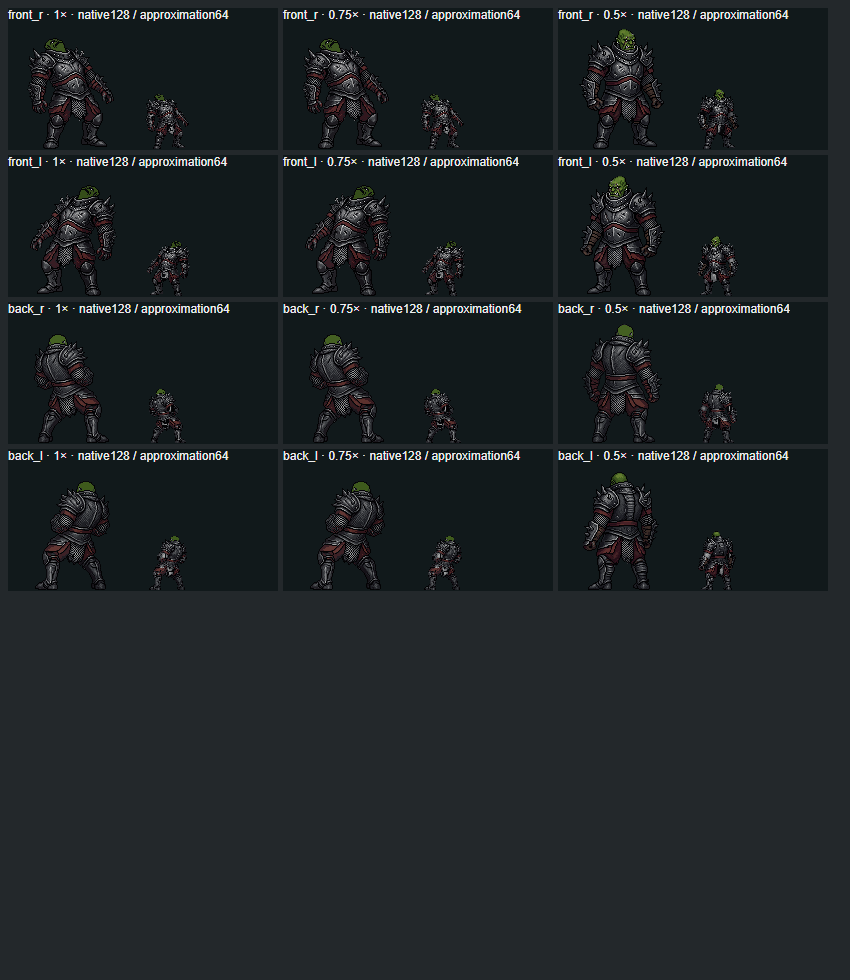 front_r · 1× · native128 / approximation64
front_r · 0.75× · native128 / approximation64
front_r · 0.5× · native128 / approximation64
front_l · 1× · native128 / approximation64
front_l · 0.75× · native128 / approximation64
front_l · 0.5× · native128 / approximation64
back_r · 1× · native128 / approximation64
back_r · 0.75× · native128 / approximation64
back_r · 0.5× · native128 / approximation64
back_l · 1× · native128 / approximation64
back_l · 0.75× · native128 / approximation64
back_l · 0.5× · native128 / approximation64